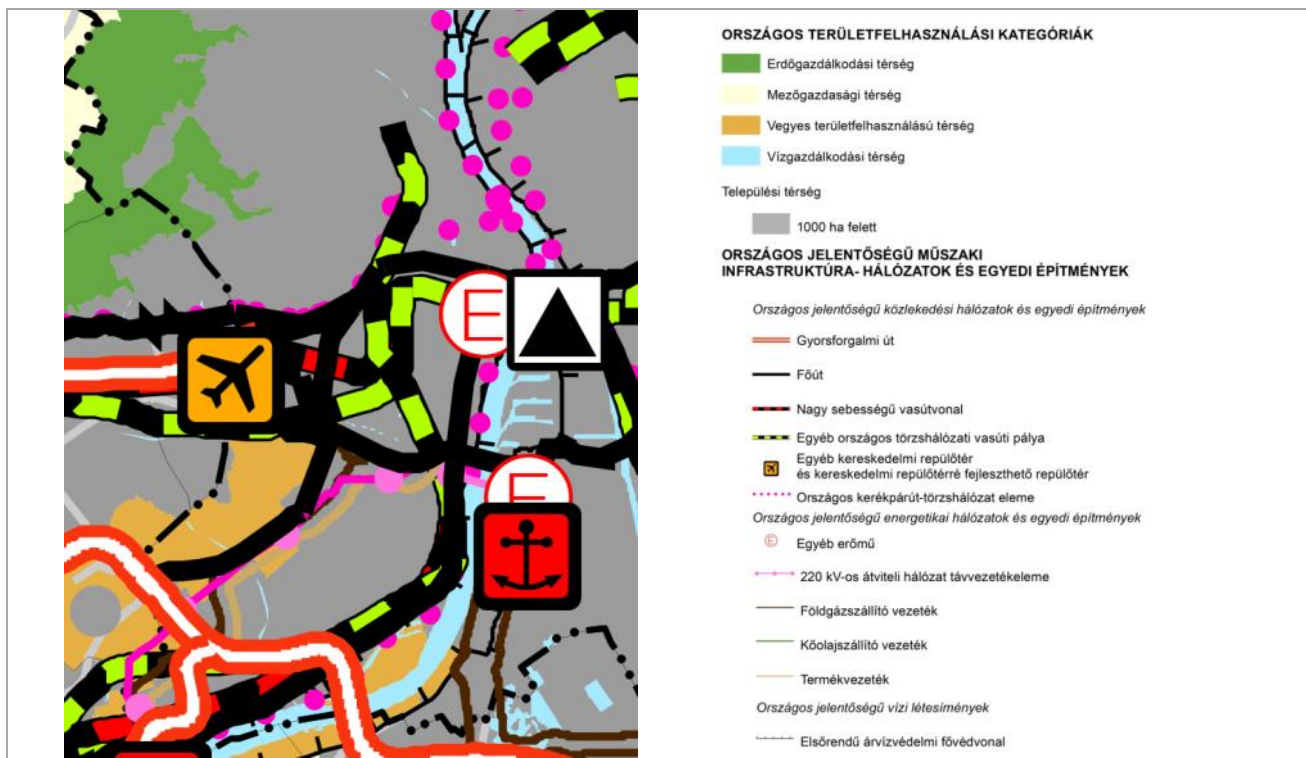 E
E
ORSZÁGOS TERÜLETFELHASZNÁLÁSI KATEGÓRIÁK
Erdőgazdálkodási térség
Mezőgazdasági térség
Vegyes területfelhasználású térség
Vízgazdálkodási térség
Települési térség
1000 ha felett
ORSZÁGOS JELENTŐSÉGŰ MŰSZAKI
INFRASTRUKTÚRA- HÁLÓZATOK ÉS EGYEDI ÉPÍTMÉNYEK
Országos jelentőségű közlekedési hálózatok és egyedi építmények
Gyorsforgalmi út
Főút
Nagy sebességű vasútvonal
Egyéb országos törzshálózati vasúti pálya
Egyéb kereskedelmi repülőtér
és kereskedelmi repülőtérré fejleszthető repülőtér
Országos kerékpárút-törzshálózat eleme
Országos jelentőségű energetikai hálózatok és egyedi építmények
E Egyéb erőmű
220 kV-os átviteli hálózat távvezetékeleme
Földgázszállító vezeték
Kőolajszállító vezeték
Termékvezeték
Országos jelentőségű vízi létesímények
Elsőrendű árvízvédelmi fővédvonal